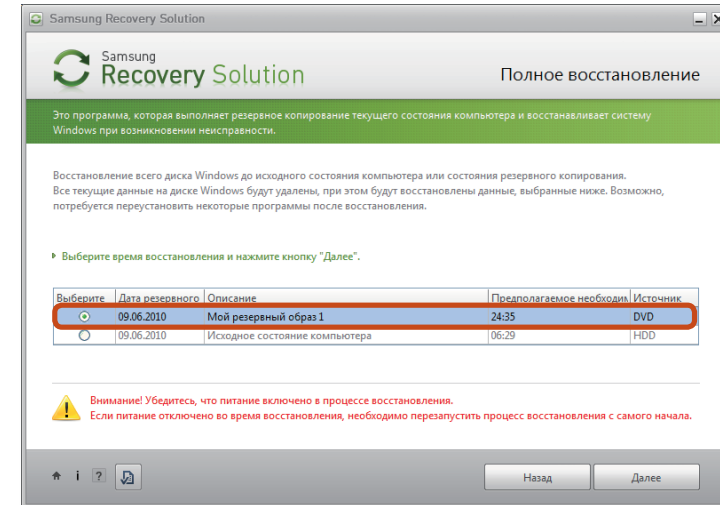 Samsung Recovery Solution
Samsung
Recovery Solution
Полное восстановление
Это программа, которая выполняет резервное копирование текущего состояния компьютера и восстанавливает систему
Windows при возникновении неисправности.
Восстановление всего диска Windows до исходного состояния компьютера или состояния резервного копирования.
Все текущие данные на диске Windows будут удалены, при этом будут восстановлены данные, выбранные ниже. Возможно,
потребуется переустановить некоторые программы после восстановления.
Выберите время восстановления и нажмите кнопку "Далее".
Выберите Дата резервного Описание Предполагаемое необходим Источник
09.06.2010 Мой резервный образ 1 24:35 DVD
09.06.2010 Исходное состояние компьютера 06:29 HDD
Внимание! Убедитесь, что питание включено в процессе восстановления.
Если питание отключено во время восстановления, необходимо перезапустить процесс восстановления с самого начала.
i ? Назад Далее